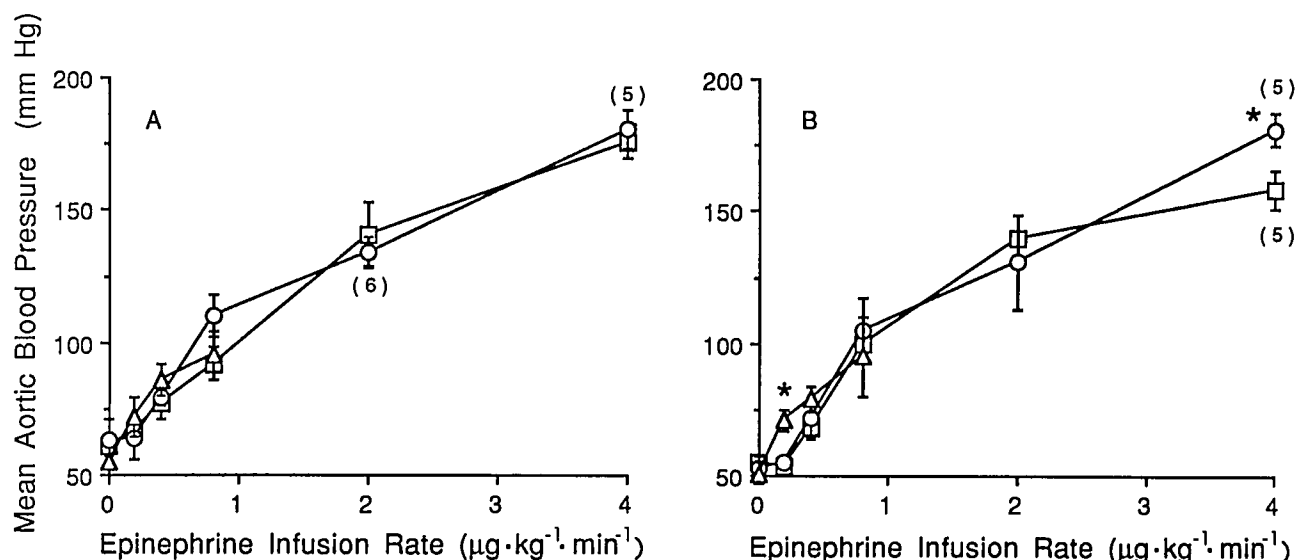 Mean Aortic Blood Pressure (mm Hg)
200
150
100
50
A
(5)
(6)
0 1 2 3 4
Epinephrine Infusion Rate (μg·kg⁻¹·min⁻¹)
200
150
100
50
B
(5)
*
(5)
*
0 1 2 3 4
Epinephrine Infusion Rate (μg·kg⁻¹·min⁻¹)